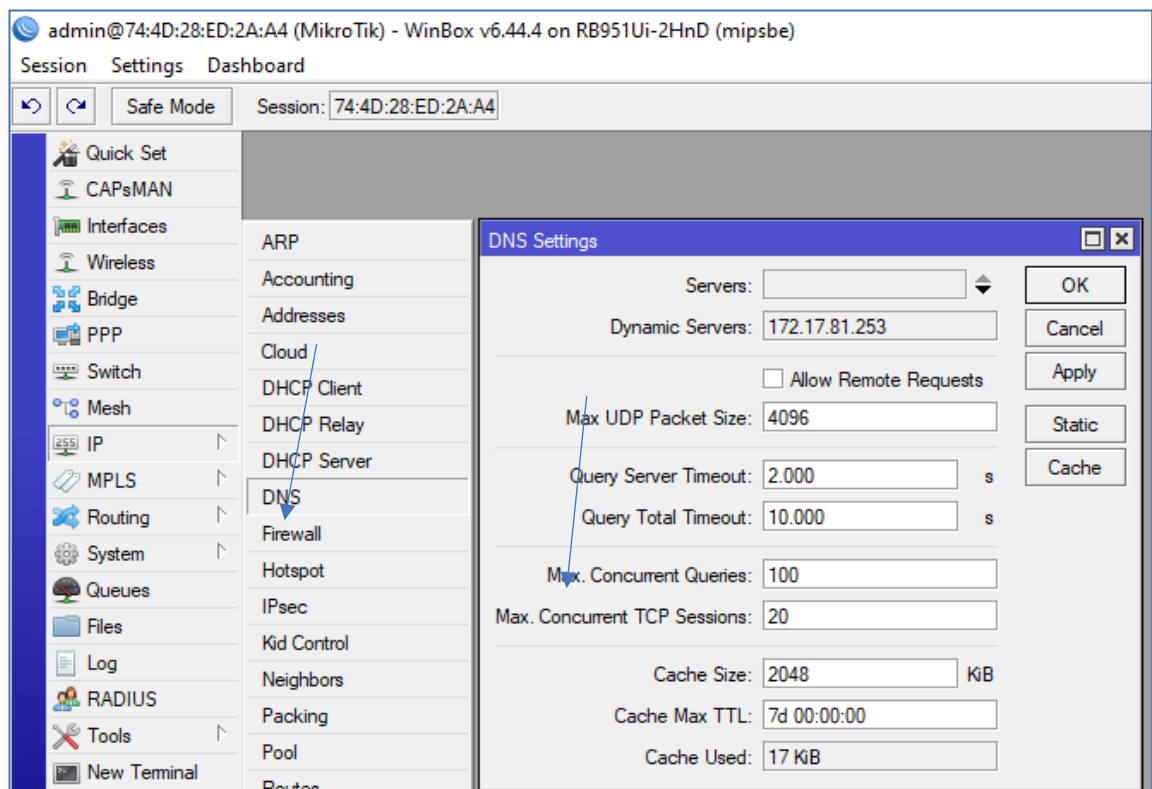 admin@74:4D:28:ED:2A:A4 (MikroTik) - WinBox v6.44.4 on RB951Ui-2HnD (mipsbe)
Session Settings Dashboard
Safe Mode Session: 74:4D:28:ED:2A:A4
Quick Set
CAPsMAN
Interfaces
Wireless
Bridge
PPP
Switch
Mesh
255 IP
MPLS
Routing
System
Queues
Files
Log
RADIUS
Tools
New Terminal
ARP
Accounting
Addresses
Cloud
DHCP Client
DHCP Relay
DHCP Server
DNS
Firewall
Hotspot
IPsec
Kid Control
Neighbors
Packing
Pool
Routes
DNS Settings
Servers:
Dynamic Servers: 172.17.81.253
Allow Remote Requests
Max UDP Packet Size: 4096
Query Server Timeout: 2.000 s
Query Total Timeout: 10.000 s
Max. Concurrent Queries: 100
Max. Concurrent TCP Sessions: 20
Cache Size: 2048 KiB
Cache Max TTL: 7d 00:00:00
Cache Used: 17 KiB
OK
Cancel
Apply
Static
Cache